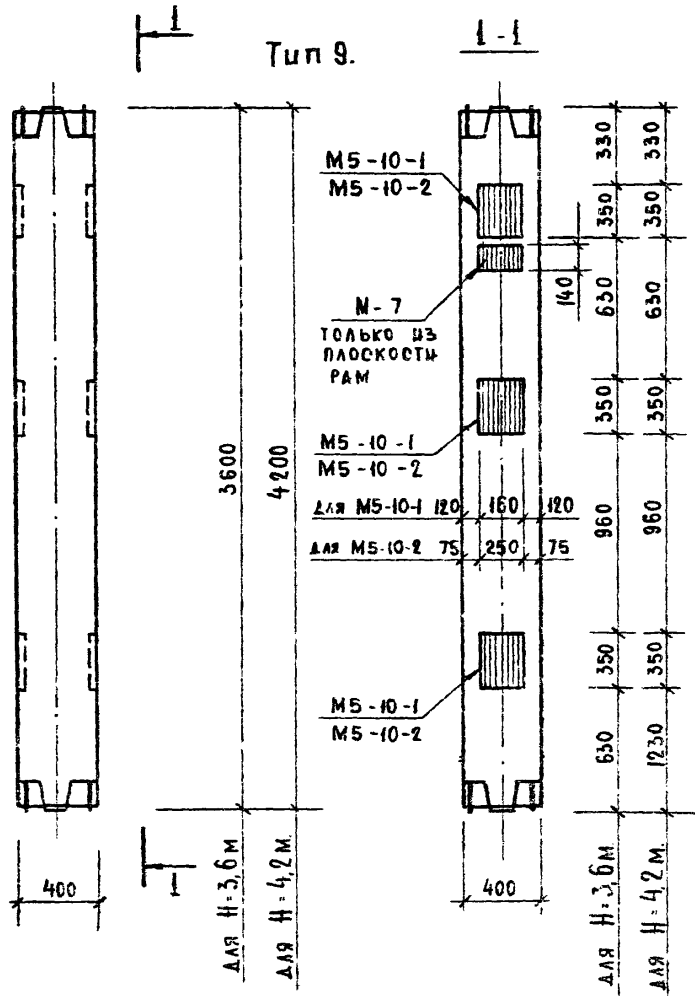 1
Тип 9.
1-1
М5-10-1
М5-10-2
М-7
ТОЛЬКО ИЗ
ПЛОСКОСТИ
РАМ
М5-10-1
М5-10-2
ДЛЯ М5-10-1 120 160 120
ДЛЯ М5-10-2 75 250 75
М5-10-1
М5-10-2
3600
4200
140
330
350
630
350
960
350
630
330
350
630
350
960
350
1230
1
400
400
ДЛЯ Н=3,6м
ДЛЯ Н=4,2м.
ДЛЯ Н=3,6м.
ДЛЯ Н=4,2м.